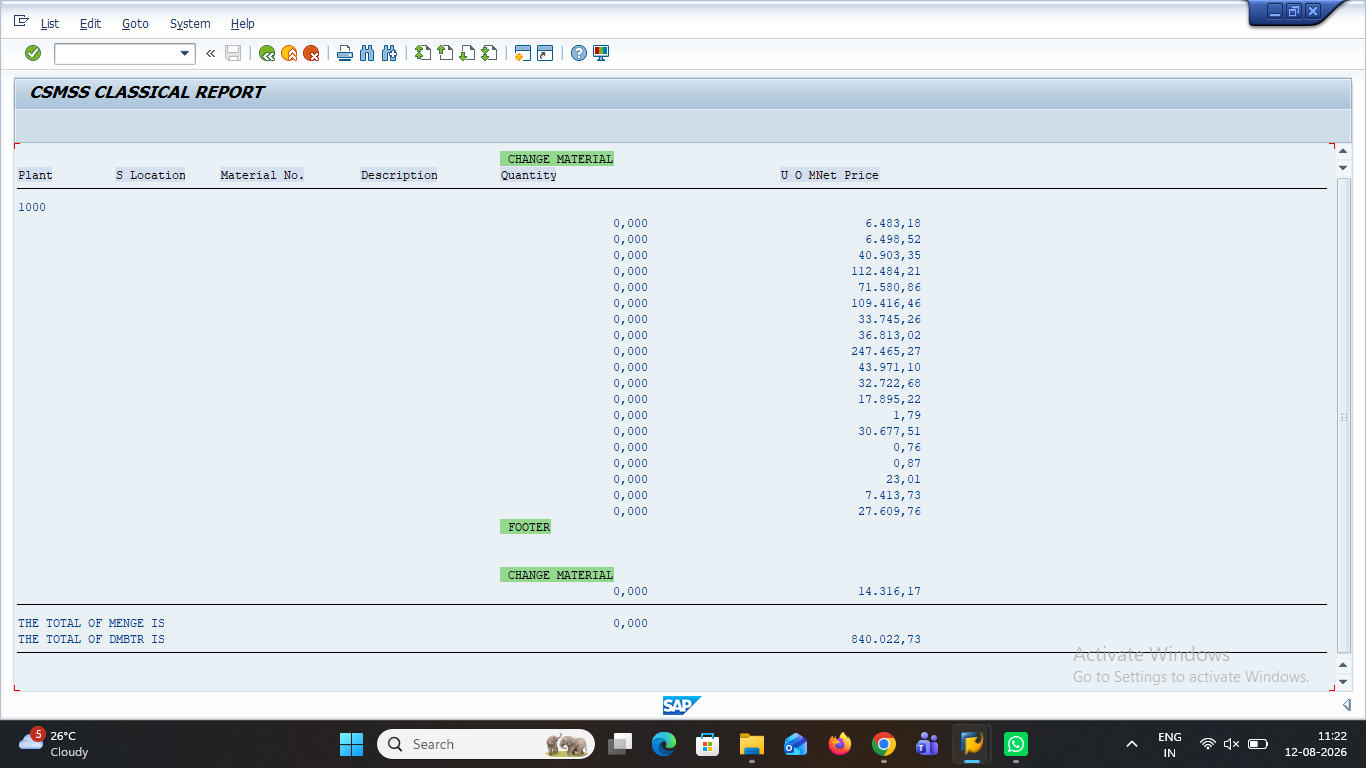 List Edit Goto System Help
CSMSS CLASSICAL REPORT
CHANGE MATERIAL
Plant S Location Material No. Description Quantity U O MNet Price
1000
0,000 6.483,18
0,000 6.498,52
0,000 40.903,35
0,000 112.484,21
0,000 71.580,86
0,000 109.416,46
0,000 33.745,26
0,000 36.813,02
0,000 247.465,27
0,000 43.971,10
0,000 32.722,68
0,000 17.895,22
0,000 1,79
0,000 30.677,51
0,000 0,76
0,000 0,87
0,000 23,01
0,000 7.413,73
0,000 27.609,76
FOOTER
CHANGE MATERIAL
0,000 14.316,17
THE TOTAL OF MENGE IS 0,000
THE TOTAL OF DMBTR IS 840.022,73
Activate Windows
Go to Settings to activate Windows.
SAP
5 26°C
Cloudy
Search
ENG
IN
11:22
12-08-2026